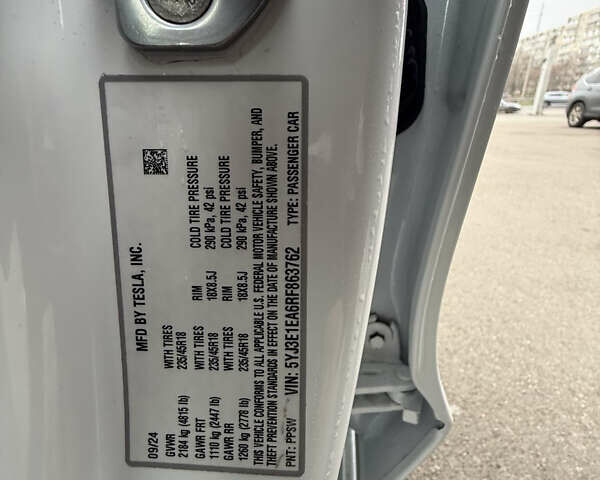 MFD BY TESLA, INC.
09/24
GVWR WITH TIRES RIM COLD TIRE PRESSURE
2184 kg (4815 lb) 235/45R18 18X8.5J 290 kPa, 42 psi
GAWR FRT WITH TIRES RIM COLD TIRE PRESSURE
1110 kg (2447 lb) 235/45R18 18X8.5J 290 kPa, 42 psi
GAWR RR
1260 kg (2778 lb) 235/45R18
THIS VEHICLE CONFORMS TO ALL APPLICABLE U.S. FEDERAL MOTOR VEHICLE SAFETY, BUMPER, AND
THEFT PREVENTION STANDARDS IN EFFECT ON THE DATE OF MANUFACTURE SHOWN ABOVE.
PNT: PPSW VIN: 5YJ3E1EA6RF863762 TYPE: PASSENGER CAR